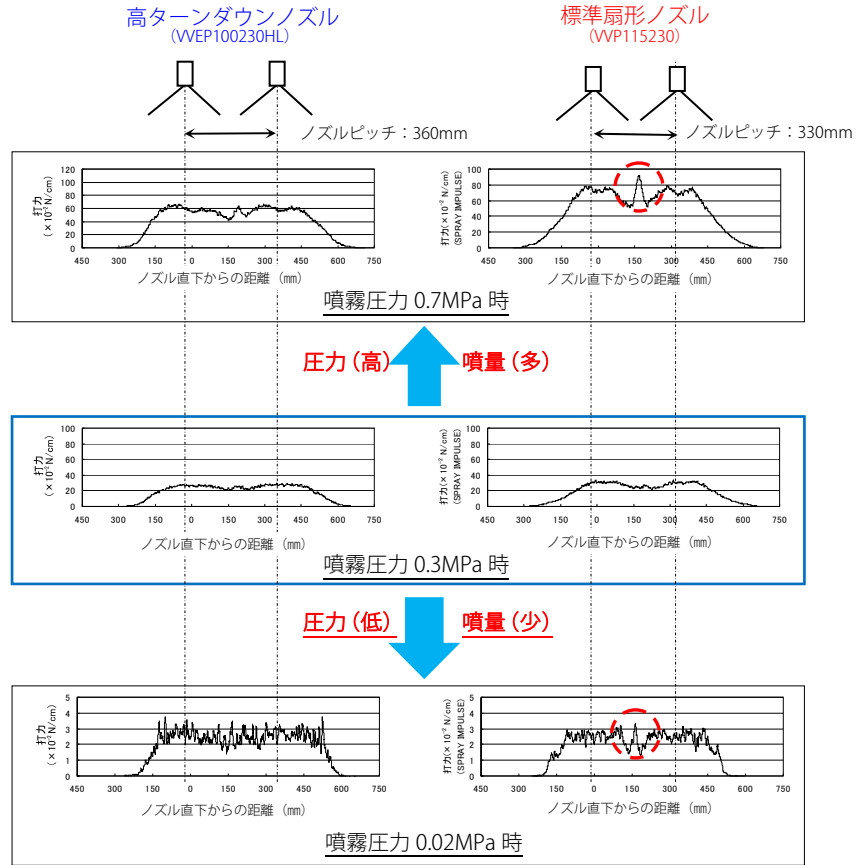 高ターンダウンノズル
(VVEP100230HL)
標準扇形ノズル
(VVP115230)
ノズルピッチ：360mm
ノズルピッチ：330mm
打力
(×10⁻²N/cm)
120
100
80
60
40
20
0
450 300 150 0 150 300 450 600 750
ノズル直下からの距離 (mm)
打力(×10⁻² N/cm)
(SPRAY IMPULSE)
100
80
60
40
20
0
450 300 150 0 150 300 450 600 750
ノズル直下からの距離 (mm)
噴霧圧力 0.7MPa 時
圧力 (高)
噴量 (多)
打力
(×10⁻²N/cm)
100
80
60
40
20
0
450 300 150 0 150 300 450 600 750
ノズル直下からの距離 (mm)
打力(×10⁻² N/cm)
(SPRAY IMPULSE)
100
80
60
40
20
0
450 300 150 0 150 300 450 600 750
ノズル直下からの距離 (mm)
噴霧圧力 0.3MPa 時
圧力 (低)
噴量 (少)
打力
(×10⁻²N/cm)
5
4
3
2
1
0
450 300 150 0 150 300 450 600 750
ノズル直下からの距離 (mm)
打力(×10⁻² N/cm)
(SPRAY IMPULSE)
5
4
3
2
1
0
450 300 150 0 150 300 450 600 750
ノズル直下からの距離 (mm)
噴霧圧力 0.02MPa 時